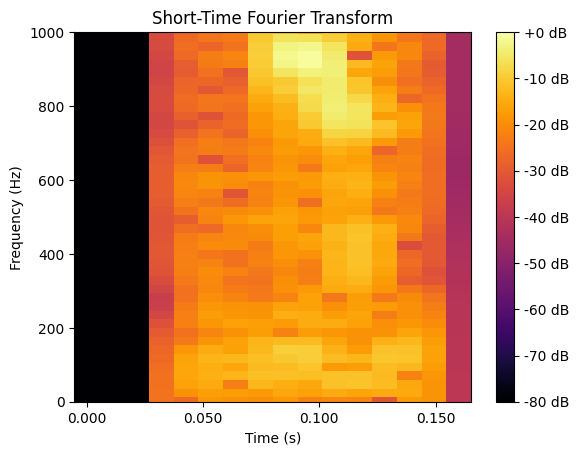 Short-Time Fourier Transform
1000
800
600
400
200
0
Frequency (Hz)
0.000
0.050
0.100
0.150
Time (s)
+0 dB
-10 dB
-20 dB
-30 dB
-40 dB
-50 dB
-60 dB
-70 dB
-80 dB